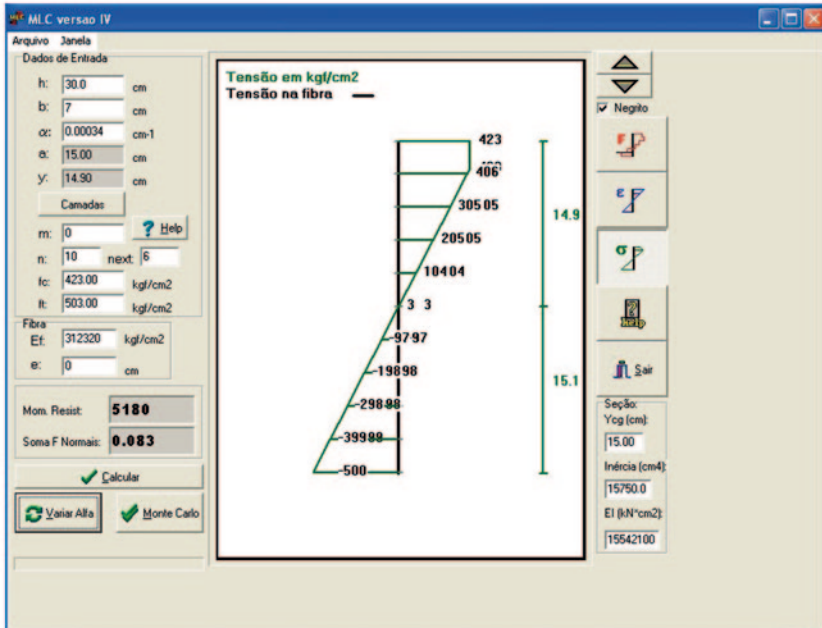 MLC versao IV
Arquivo Janela
Dados de Entrada
h: 30.0 cm
b: 7 cm
α: 0.00034 cm-1
a: 15.00 cm
y: 14.90 cm
Camadas
m: 0
? Help
n: 10 next: 6
fc: 423.00 kgf/cm2
ft: 503.00 kgf/cm2
Fibra
Ef: 312320 kgf/cm2
e: 0 cm
Mom. Resist: 5180
Soma F Normais: 0.083
Calcular
Variar Alfa
Monte Carlo
Tensão em kgf/cm2
Tensão na fibra
423
406
30505
20505
10404
3 3
-9797
-19898
-29898
-39989
-500
14.9
15.1
Negrito
F
ε
σ
Help
Sair
Seção:
Ycg (cm):
15.00
Inércia (cm4):
15750.0
EI (kN*cm2):
15542100